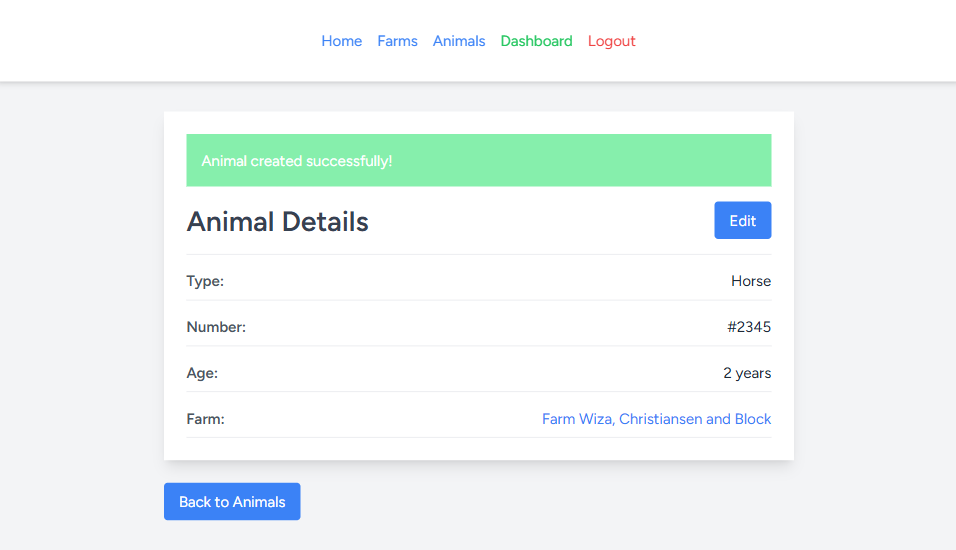 Home Farms Animals Dashboard Logout
Animal created successfully!
Animal Details Edit
Type: Horse
Number: #2345
Age: 2 years
Farm: Farm Wiza, Christiansen and Block
Back to Animals